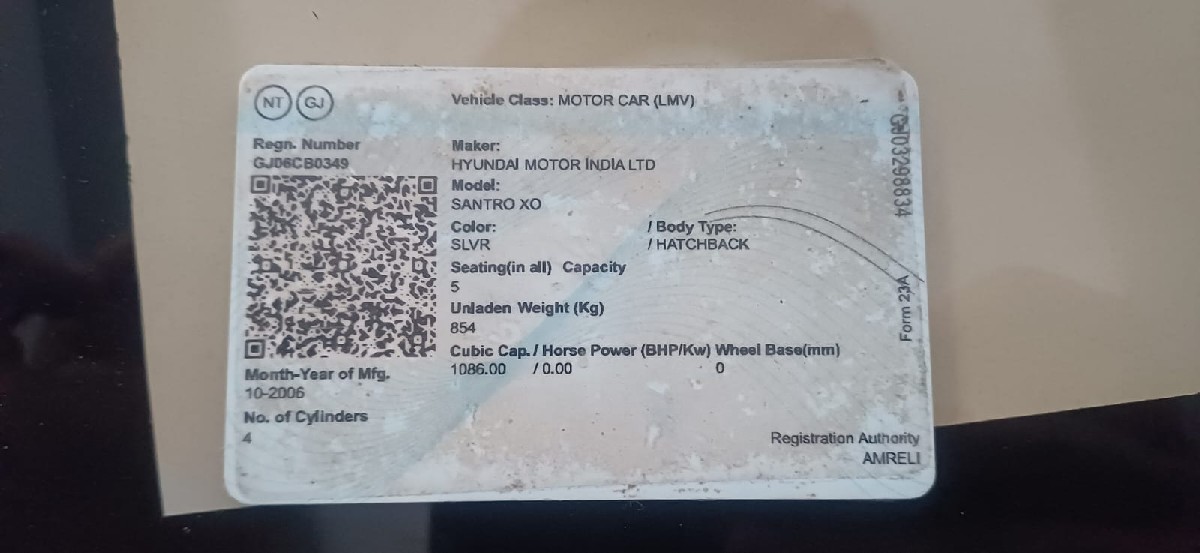 NT GJ
Vehicle Class: MOTOR CAR (LMV)
Regn. Number
GJ06CB0349
Month-Year of Mfg.
10-2006
No. of Cylinders
4
Maker:
HYUNDAI MOTOR INDIA LTD
Model:
SANTRO XO
Color: / Body Type:
SLVR / HATCHBACK
Seating(in all) Capacity
5
Unladen Weight (Kg)
854
Cubic Cap. / Horse Power (BHP/Kw) Wheel Base(mm)
1086.00 / 0.00 0
Form 23A
Registration Authority
AMRELI